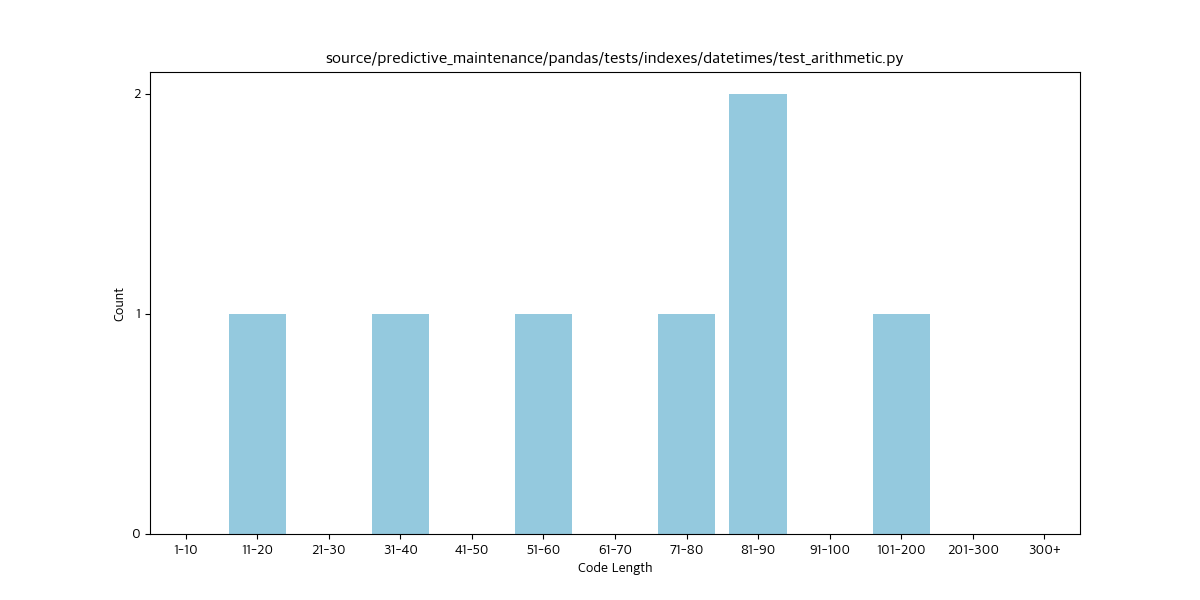 source/predictive_maintenance/pandas/tests/indexes/datetimes/test_arithmetic.py
2
1
0
Count
1-10 11-20 21-30 31-40 41-50 51-60 61-70 71-80 81-90 91-100 101-200 201-300 300+
Code Length